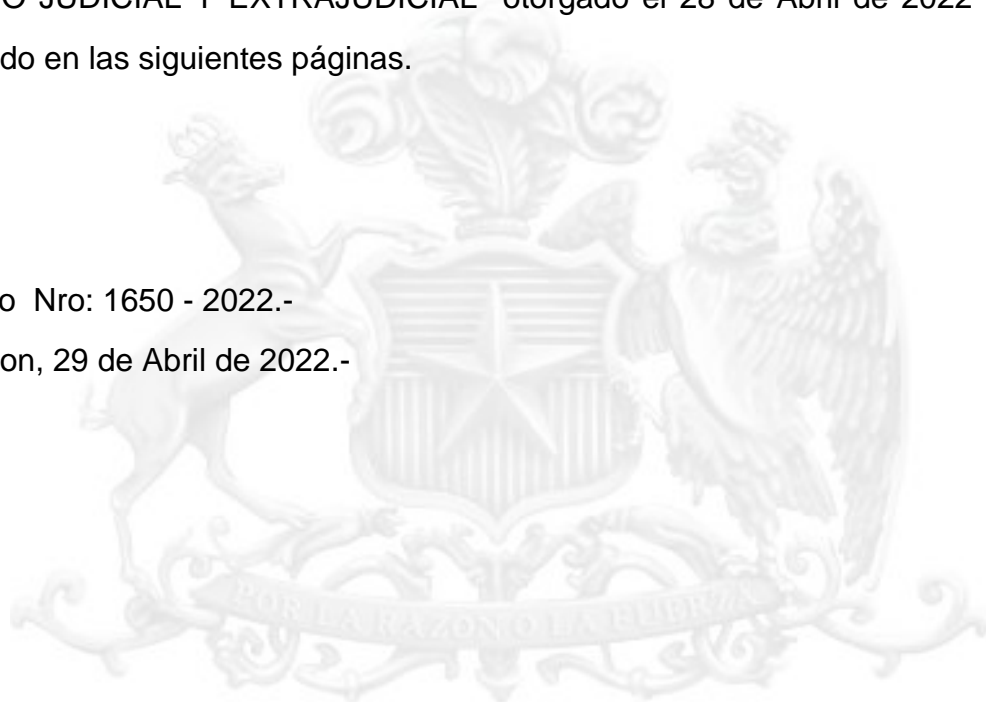 O JUDICIAL Y EXTRAJUDICIAL" otorgado el 28 de Abril de 2022
do en las siguientes páginas.
o Nro: 1650 - 2022.-
on, 29 de Abril de 2022.-
POR LA RAZON O LA FUERZA